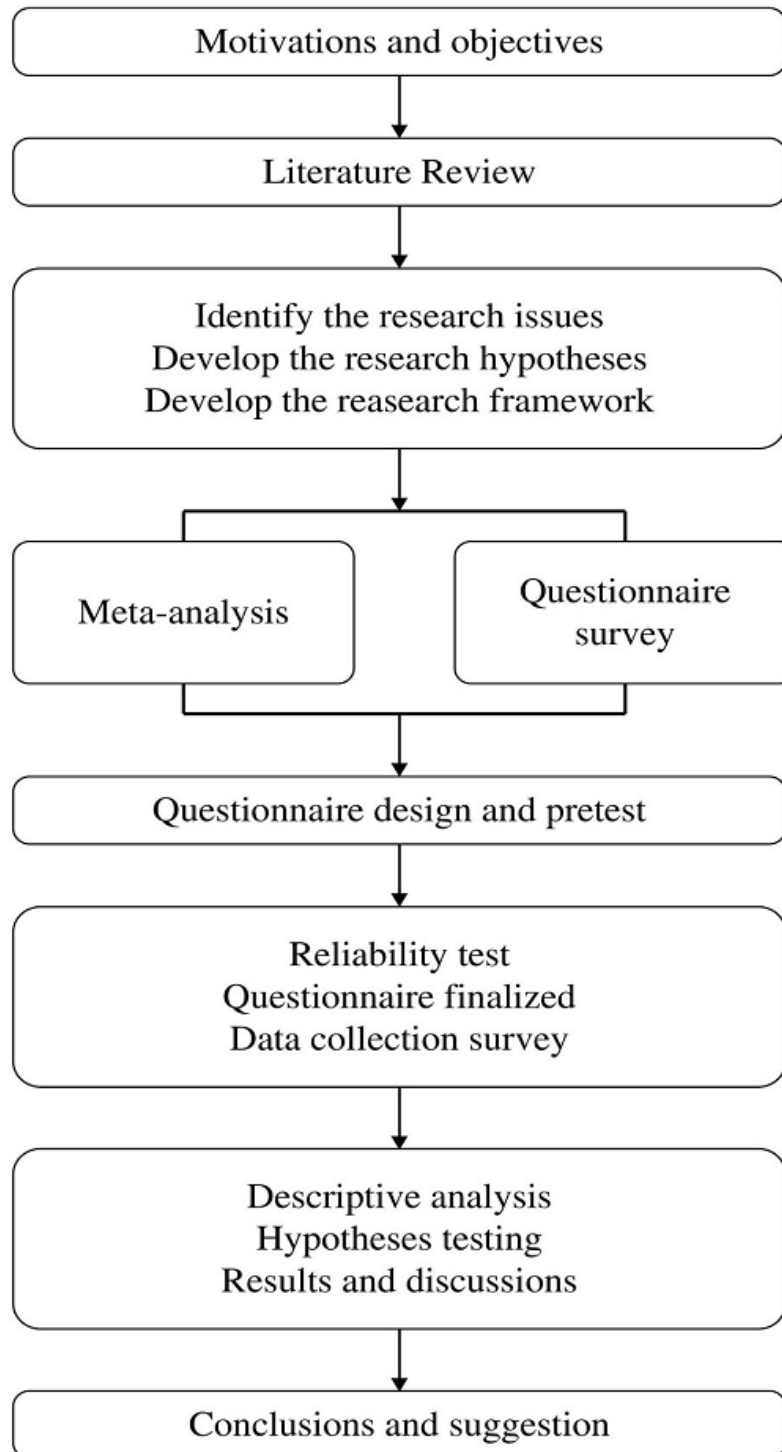 Motivations and objectives
Literature Review
Identify the research issues
Develop the research hypotheses
Develop the reasearch framework
Meta-analysis
Questionnaire
survey
Questionnaire design and pretest
Reliability test
Questionnaire finalized
Data collection survey
Descriptive analysis
Hypotheses testing
Results and discussions
Conclusions and suggestion